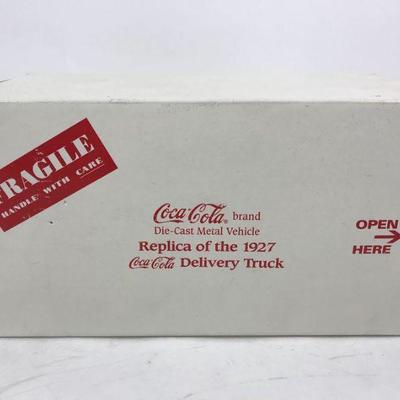 FRAGILE
HANDLE WITH CARE
Coca-Cola® brand
Die-Cast Metal Vehicle
Replica of the 1927
Coca-Cola Delivery Truck
OPEN
HERE